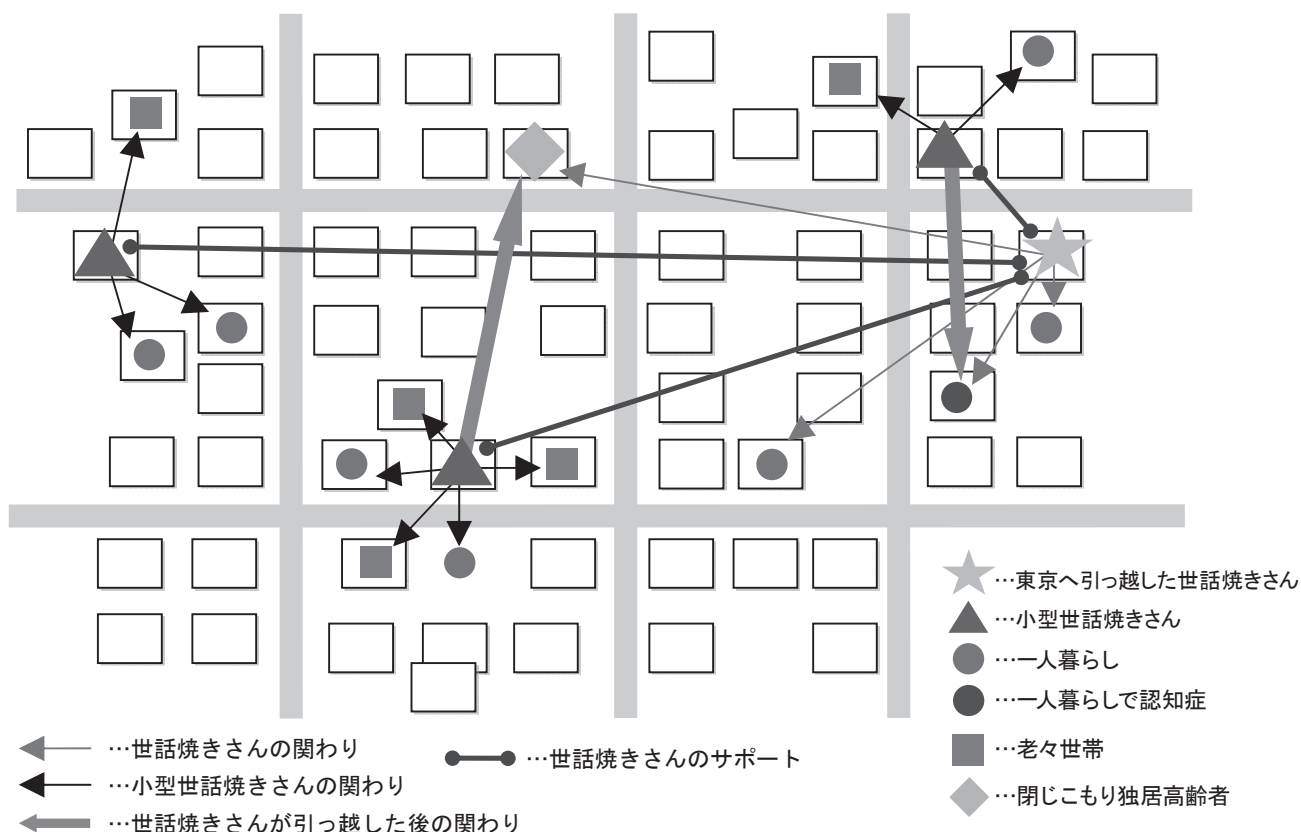 …東京へ引っ越した世話焼きさん
…小型世話焼きさん
…一人暮らし
…一人暮らしで認知症
…老々世帯
…閉じこもり独居高齢者
…世話焼きさんの関わり
…世話焼きさんのサポート
…小型世話焼きさんの関わり
…世話焼きさんが引っ越した後の関わり